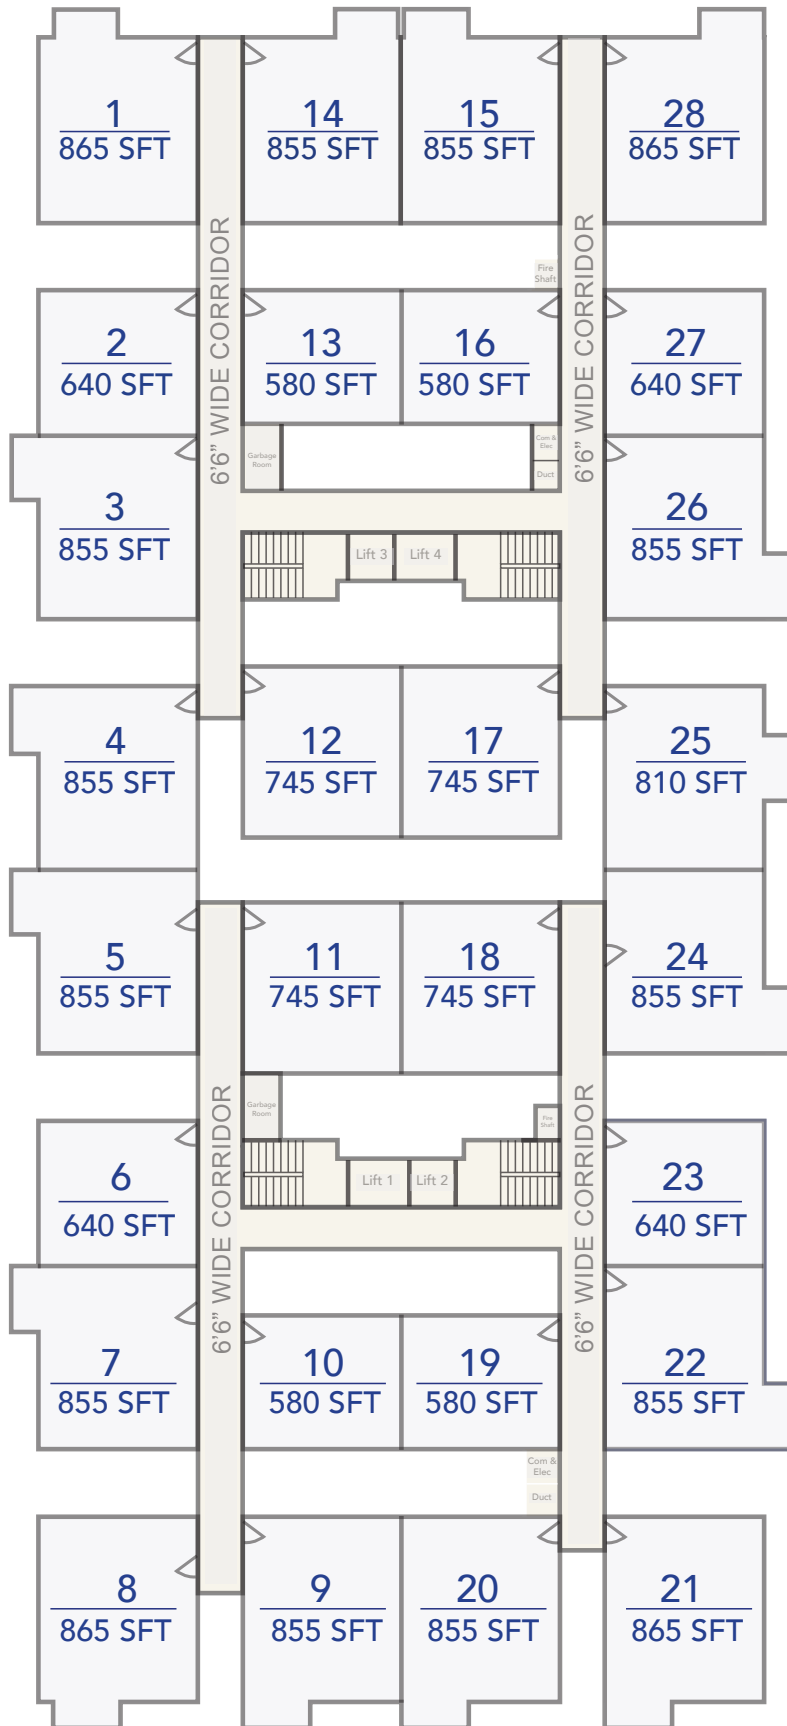 1
865 SFT
14
855 SFT
15
855 SFT
28
865 SFT
6'6" WIDE CORRIDOR
6'6" WIDE CORRIDOR
Fire
Shaft
2
640 SFT
13
580 SFT
16
580 SFT
27
640 SFT
Garbage
Room
Com &
Elec
Duct
3
855 SFT
26
855 SFT
Lift 3
Lift 4
4
855 SFT
12
745 SFT
17
745 SFT
25
810 SFT
5
855 SFT
11
745 SFT
18
745 SFT
24
855 SFT
6'6" WIDE CORRIDOR
6'6" WIDE CORRIDOR
Garbage
Room
Fire
Shaft
6
640 SFT
Lift 1
Lift 2
23
640 SFT
7
855 SFT
10
580 SFT
19
580 SFT
22
855 SFT
Com &
Elec
Duct
8
865 SFT
9
855 SFT
20
855 SFT
21
865 SFT